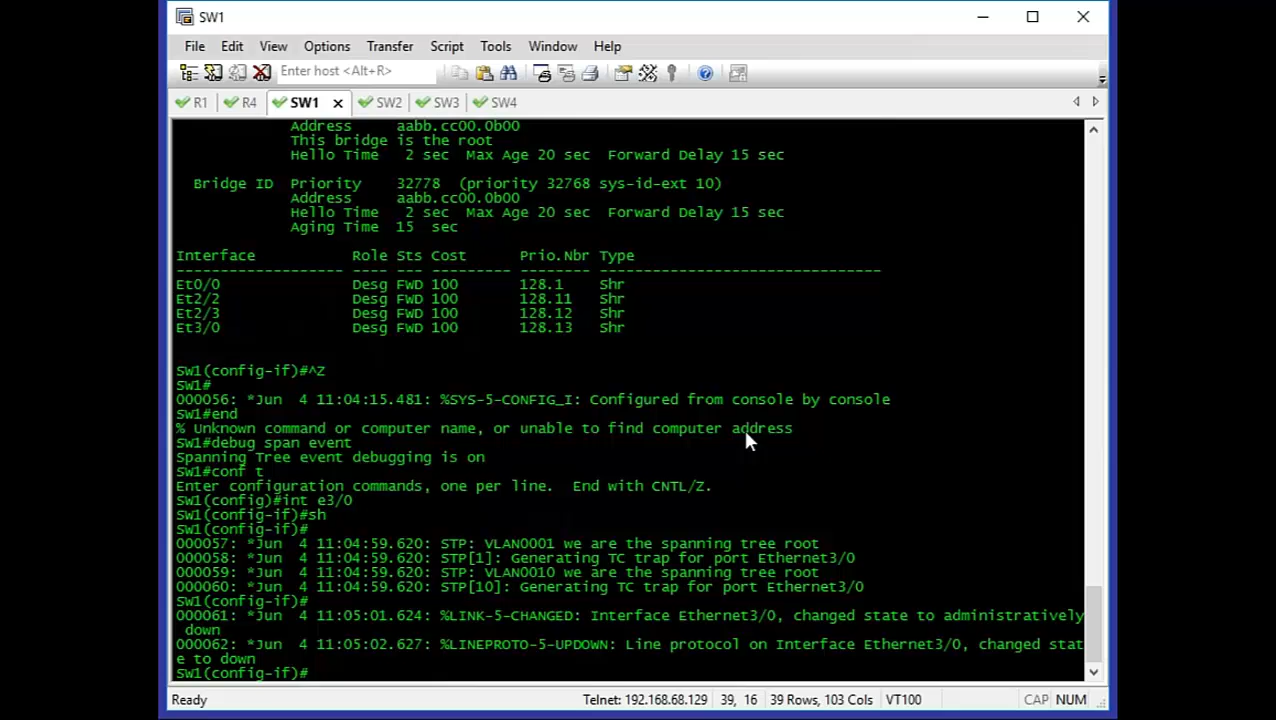 SW1
File Edit View Options Transfer Script Tools Window Help
Enter host <Alt+R>
R1 R4 SW1 SW2 SW3 SW4
Address     aabb.cc00.0b00
This bridge is the root
Hello Time   2 sec  Max Age 20 sec  Forward Delay 15 sec
Bridge ID  Priority    32778  (priority 32768 sys-id-ext 10)
Address     aabb.cc00.0b00
Hello Time   2 sec  Max Age 20 sec  Forward Delay 15 sec
Aging Time  15  sec
Interface           Role Sts Cost      Prio.Nbr Type
------------------- ---- --- --------- -------- --------------------------------
Et0/0               Desg FWD 100       128.1    Shr
Et2/2               Desg FWD 100       128.11   Shr
Et2/3               Desg FWD 100       128.12   Shr
Et3/0               Desg FWD 100       128.13   Shr
SW1(config-if)#^Z
SW1#
000056: *Jun  4 11:04:15.481: %SYS-5-CONFIG_I: Configured from console by console
SW1#end
% Unknown command or computer name, or unable to find computer address
SW1#debug span event
Spanning Tree event debugging is on
SW1#conf t
Enter configuration commands, one per line.  End with CNTL/Z.
SW1(config)#int e3/0
SW1(config-if)#sh
SW1(config-if)#
000057: *Jun  4 11:04:59.620: STP: VLAN0001 we are the spanning tree root
000058: *Jun  4 11:04:59.620: STP[1]: Generating TC trap for port Ethernet3/0
000059: *Jun  4 11:04:59.620: STP: VLAN0010 we are the spanning tree root
000060: *Jun  4 11:04:59.620: STP[10]: Generating TC trap for port Ethernet3/0
SW1(config-if)#
000061: *Jun  4 11:05:01.624: %LINK-5-CHANGED: Interface Ethernet3/0, changed state to administratively
down
000062: *Jun  4 11:05:02.627: %LINEPROTO-5-UPDOWN: Line protocol on Interface Ethernet3/0, changed stat
e to down
SW1(config-if)#
Ready Telnet: 192.168.68.129 39, 16 39 Rows, 103 Cols VT100 CAP NUM